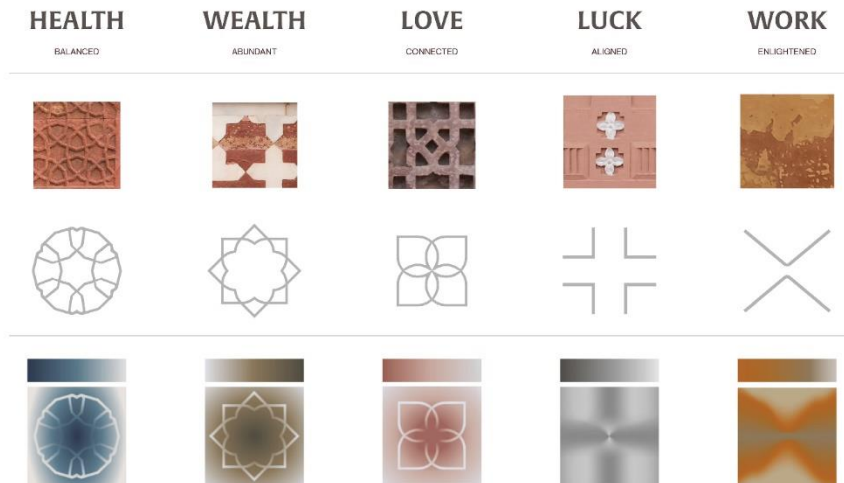 HEALTH WEALTH LOVE LUCK WORK
BALANCED ABUNDANT CONNECTED ALIGNED ENLIGHTENED